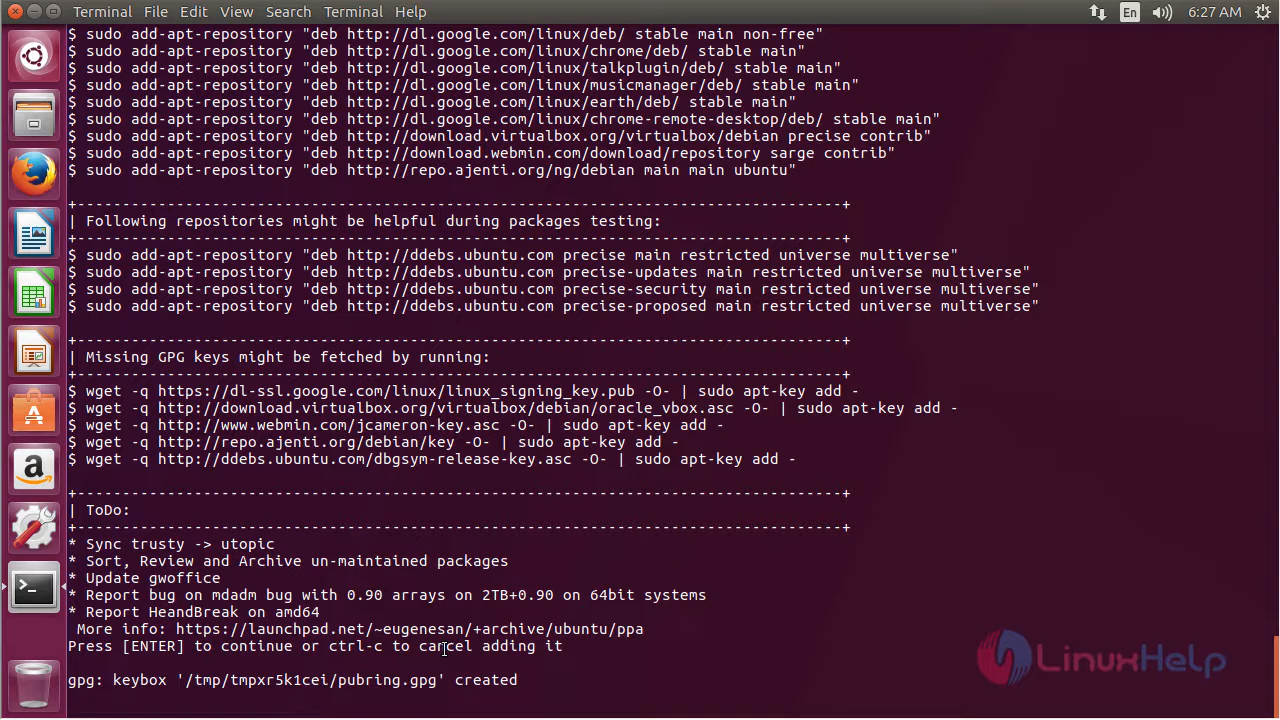 Terminal File Edit View Search Terminal Help En 6:27 AM
$ sudo add-apt-repository "deb http://dl.google.com/linux/deb/ stable main non-free"
$ sudo add-apt-repository "deb http://dl.google.com/linux/chrome/deb/ stable main"
$ sudo add-apt-repository "deb http://dl.google.com/linux/talkplugin/deb/ stable main"
$ sudo add-apt-repository "deb http://dl.google.com/linux/musicmanager/deb/ stable main"
$ sudo add-apt-repository "deb http://dl.google.com/linux/earth/deb/ stable main"
$ sudo add-apt-repository "deb http://dl.google.com/linux/chrome-remote-desktop/deb/ stable main"
$ sudo add-apt-repository "deb http://download.virtualbox.org/virtualbox/debian precise contrib"
$ sudo add-apt-repository "deb http://download.webmin.com/download/repository sarge contrib"
$ sudo add-apt-repository "deb http://repo.ajenti.org/ng/debian main main ubuntu"
+-------------------------------------------------------------------------------------+
| Following repositories might be helpful during packages testing:
+-------------------------------------------------------------------------------------+
$ sudo add-apt-repository "deb http://ddebs.ubuntu.com precise main restricted universe multiverse"
$ sudo add-apt-repository "deb http://ddebs.ubuntu.com precise-updates main restricted universe multiverse"
$ sudo add-apt-repository "deb http://ddebs.ubuntu.com precise-security main restricted universe multiverse"
$ sudo add-apt-repository "deb http://ddebs.ubuntu.com precise-proposed main restricted universe multiverse"
+-------------------------------------------------------------------------------------+
| Missing GPG keys might be fetched by running:
+-------------------------------------------------------------------------------------+
$ wget -q https://dl-ssl.google.com/linux/linux_signing_key.pub -O- | sudo apt-key add -
$ wget -q http://download.virtualbox.org/virtualbox/debian/oracle_vbox.asc -O- | sudo apt-key add -
$ wget -q http://www.webmin.com/jcameron-key.asc -O- | sudo apt-key add -
$ wget -q http://repo.ajenti.org/debian/key -O- | sudo apt-key add -
$ wget -q http://ddebs.ubuntu.com/dbgsym-release-key.asc -O- | sudo apt-key add -
+-------------------------------------------------------------------------------------+
| ToDo:
+-------------------------------------------------------------------------------------+
* Sync trusty -> utopic
* Sort, Review and Archive un-maintained packages
* Update gwoffice
* Report bug on mdadm bug with 0.90 arrays on 2TB+0.90 on 64bit systems
* Report HeandBreak on amd64
More info: https://launchpad.net/~eugenesan/+archive/ubuntu/ppa
Press [ENTER] to continue or ctrl-c to cancel adding it
LinuxHelp
gpg: keybox '/tmp/tmpxr5k1cei/pubring.gpg' created